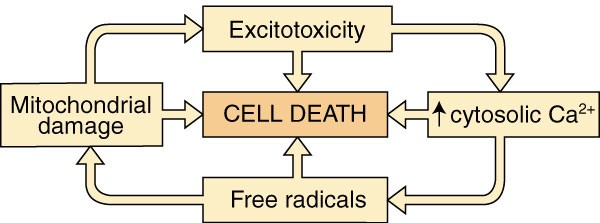 Excitotoxicity
Mitochondrial
damage
CELL DEATH
↑ cytosolic Ca²⁺
Free radicals